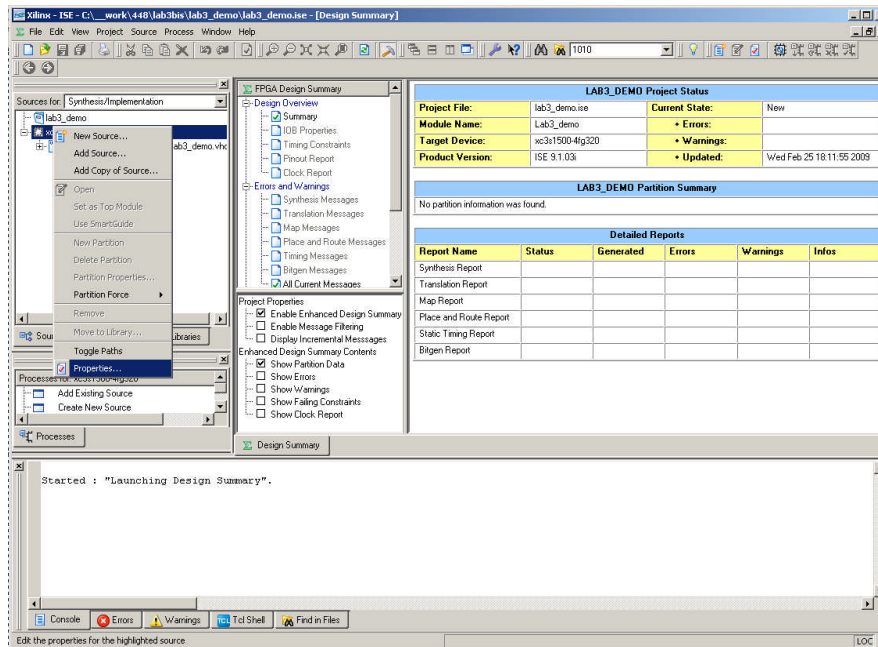 Xilinx - ISE - C:\__work\448\lab3bis\lab3_demo\lab3_demo.ise - [Design Summary]
File Edit View Project Source Process Window Help
1010
Sources for: Synthesis/Implementation
lab3_demo
xc
ab3_demo.vhd
New Source...
Add Source...
Add Copy of Source...
Open
Set as Top Module
Use SmartGuide
New Partition
Delete Partition
Partition Properties...
Partition Force
Remove
Move to Library...
Toggle Paths
Properties...
Sour
ibraries
Processes for: xc3s1500-4fg320
Add Existing Source
Create New Source
Processes
FPGA Design Summary
Design Overview
Summary
IOB Properties
Timing Constraints
Pinout Report
Clock Report
Errors and Warnings
Synthesis Messages
Translation Messages
Map Messages
Place and Route Messages
Timing Messages
Bitgen Messages
All Current Messages
Project Properties
Enable Enhanced Design Summary
Enable Message Filtering
Display Incremental Messsages
Enhanced Design Summary Contents
Show Partition Data
Show Errors
Show Warnings
Show Failing Constraints
Show Clock Report
Design Summary
LAB3_DEMO Project Status
Project File: lab3_demo.ise Current State: New
Module Name: Lab3_demo • Errors:
Target Device: xc3s1500-4fg320 • Warnings:
Product Version: ISE 9.1.03i • Updated: Wed Feb 25 18:11:55 2009
LAB3_DEMO Partition Summary
No partition information was found.
Detailed Reports
Report Name Status Generated Errors Warnings Infos
Synthesis Report
Translation Report
Map Report
Place and Route Report
Static Timing Report
Bitgen Report
Started : "Launching Design Summary".
Console Errors Warnings Tcl Shell Find in Files
Edit the properties for the highlighted source
LOC